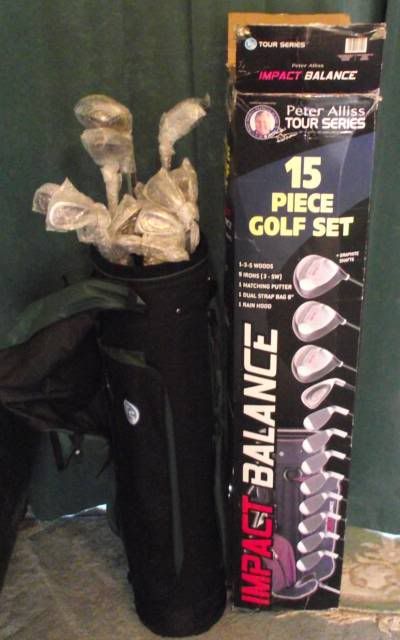 TOUR SERIES
Peter Alliss
IMPACT BALANCE
Peter Alliss
TOUR SERIES
15
PIECE
GOLF SET
+ GRAPHITE
SHAFTS
1-3-5 WOODS
9 IRONS (3 - SW)
1 MATCHING PUTTER
1 DUAL STRAP BAG 8"
1 RAIN HOOD
IMPACT BALANCE